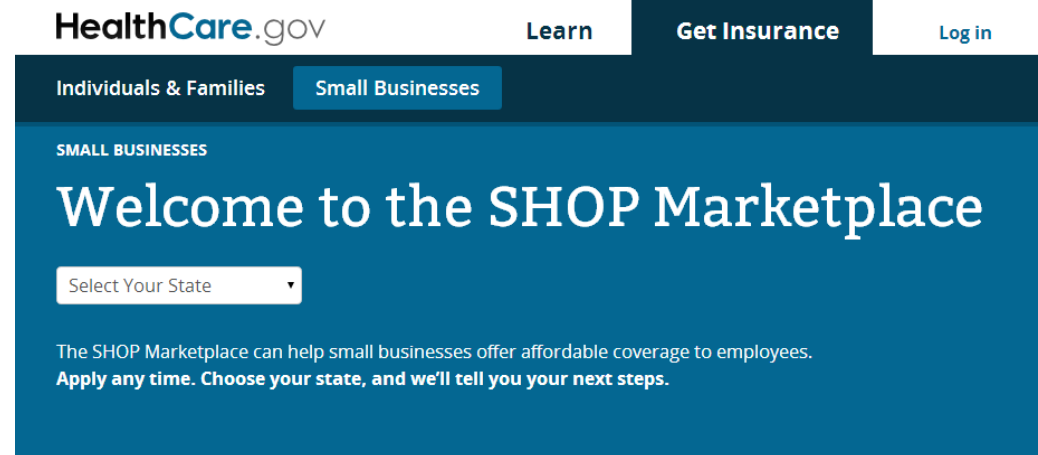 HealthCare.gov Learn Get Insurance Log in
Individuals & Families Small Businesses
SMALL BUSINESSES
Welcome to the SHOP Marketplace
Select Your State
The SHOP Marketplace can help small businesses offer affordable coverage to employees.
Apply any time. Choose your state, and we'll tell you your next steps.